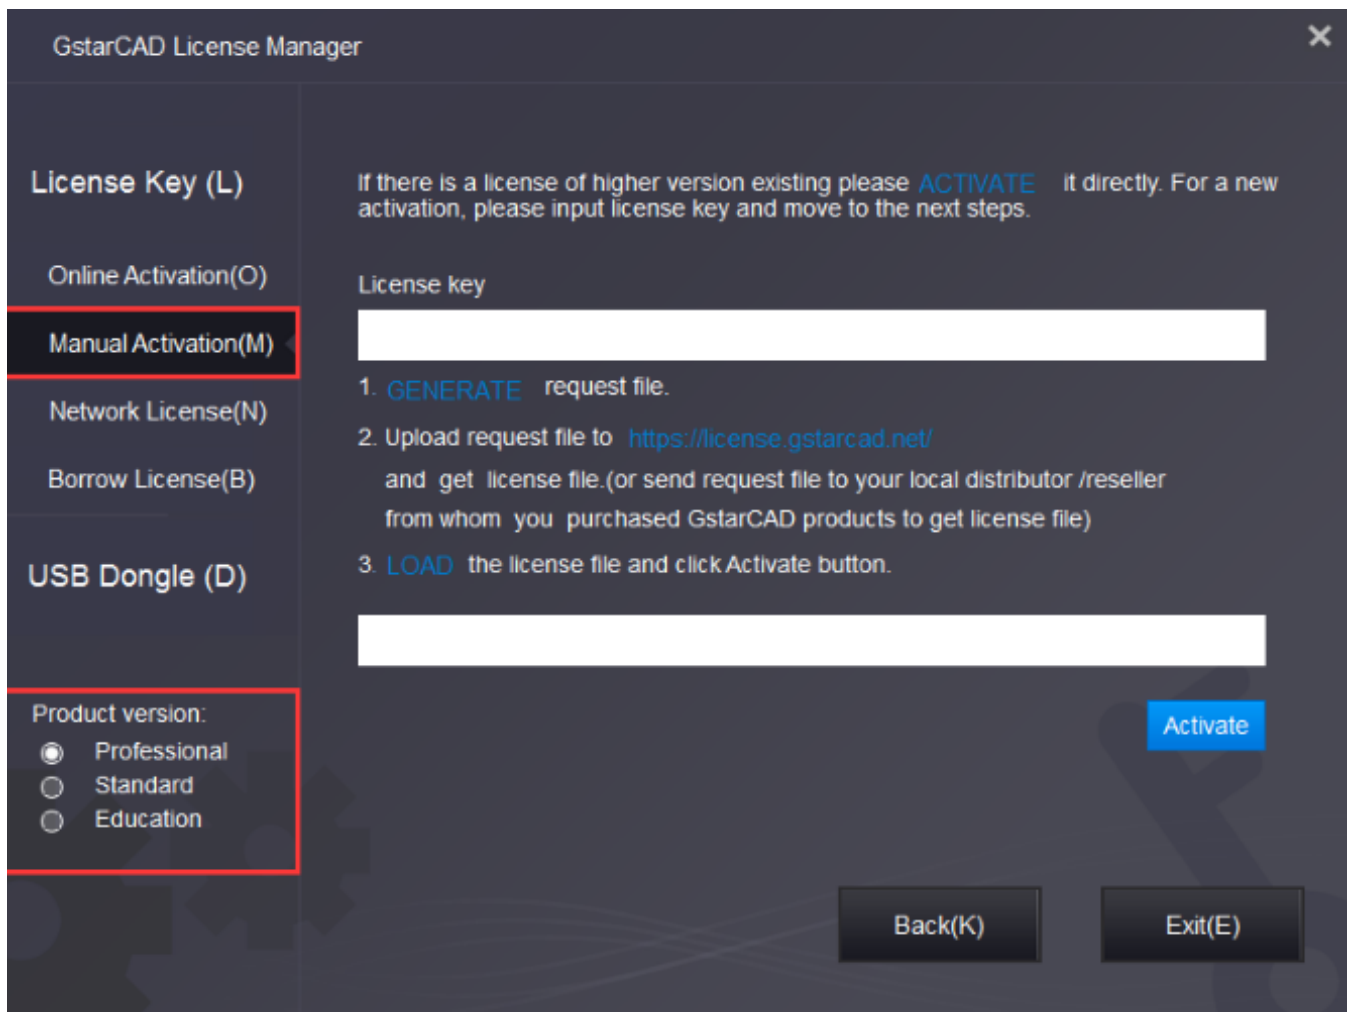 GstarCAD License Manager
License Key (L)
Online Activation(O)
Manual Activation(M)
Network License(N)
Borrow License(B)
USB Dongle (D)
Product version:
Professional
Standard
Education
If there is a license of higher version existing please ACTIVATE it directly. For a new
activation, please input license key and move to the next steps.
License key
1. GENERATE request file.
2. Upload request file to https://license.gstarcad.net/
and get license file.(or send request file to your local distributor /reseller
from whom you purchased GstarCAD products to get license file)
3. LOAD the license file and click Activate button.
Activate
Back(K)
Exit(E)